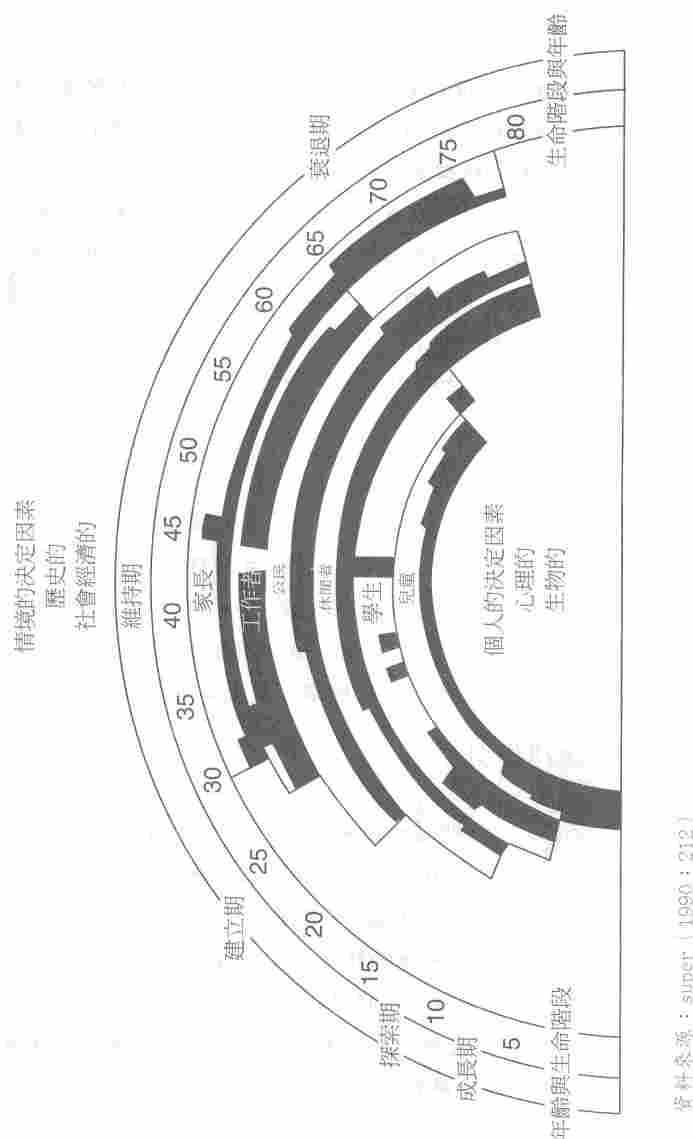 情境的決定因素
歷史的
社會經濟的
維持期
建立期
衰退期
探索期
成長期
年齡與生命階段
生命階段與年齡
5
10
15
20
25
30
35
40
45
50
55
60
65
70
75
80
家長
工作者
公民
休閒者
學生
兒童
個人的決定因素
心理的
生物的
資料來源：super（1990：212）